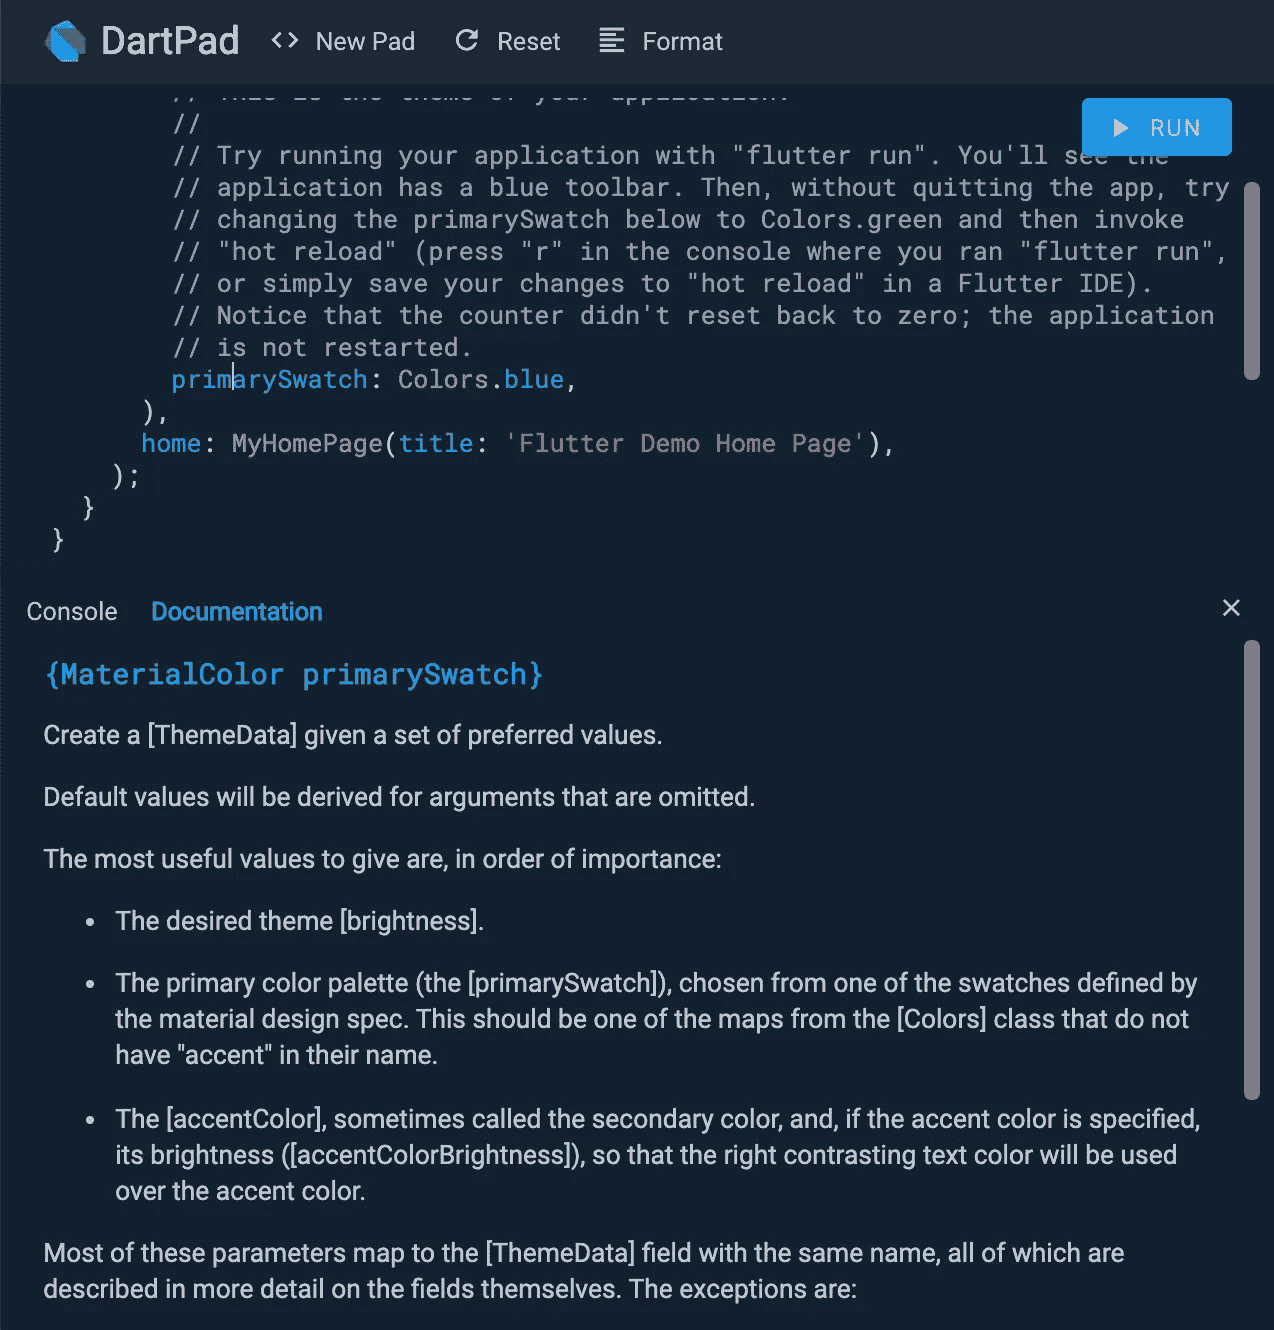 DartPad <> New Pad Reset Format
// This is the theme of your application.
//
RUN
// Try running your application with "flutter run". You'll see the
// application has a blue toolbar. Then, without quitting the app, try
// changing the primarySwatch below to Colors.green and then invoke
// "hot reload" (press "r" in the console where you ran "flutter run",
// or simply save your changes to "hot reload" in a Flutter IDE).
// Notice that the counter didn't reset back to zero; the application
// is not restarted.
primarySwatch: Colors.blue,
),
home: MyHomePage(title: 'Flutter Demo Home Page'),
);
}
}
Console Documentation
{MaterialColor primarySwatch}
Create a [ThemeData] given a set of preferred values.
Default values will be derived for arguments that are omitted.
The most useful values to give are, in order of importance:
• The desired theme [brightness].
• The primary color palette (the [primarySwatch]), chosen from one of the swatches defined by
the material design spec. This should be one of the maps from the [Colors] class that do not
have "accent" in their name.
• The [accentColor], sometimes called the secondary color, and, if the accent color is specified,
its brightness ([accentColorBrightness]), so that the right contrasting text color will be used
over the accent color.
Most of these parameters map to the [ThemeData] field with the same name, all of which are
described in more detail on the fields themselves. The exceptions are: